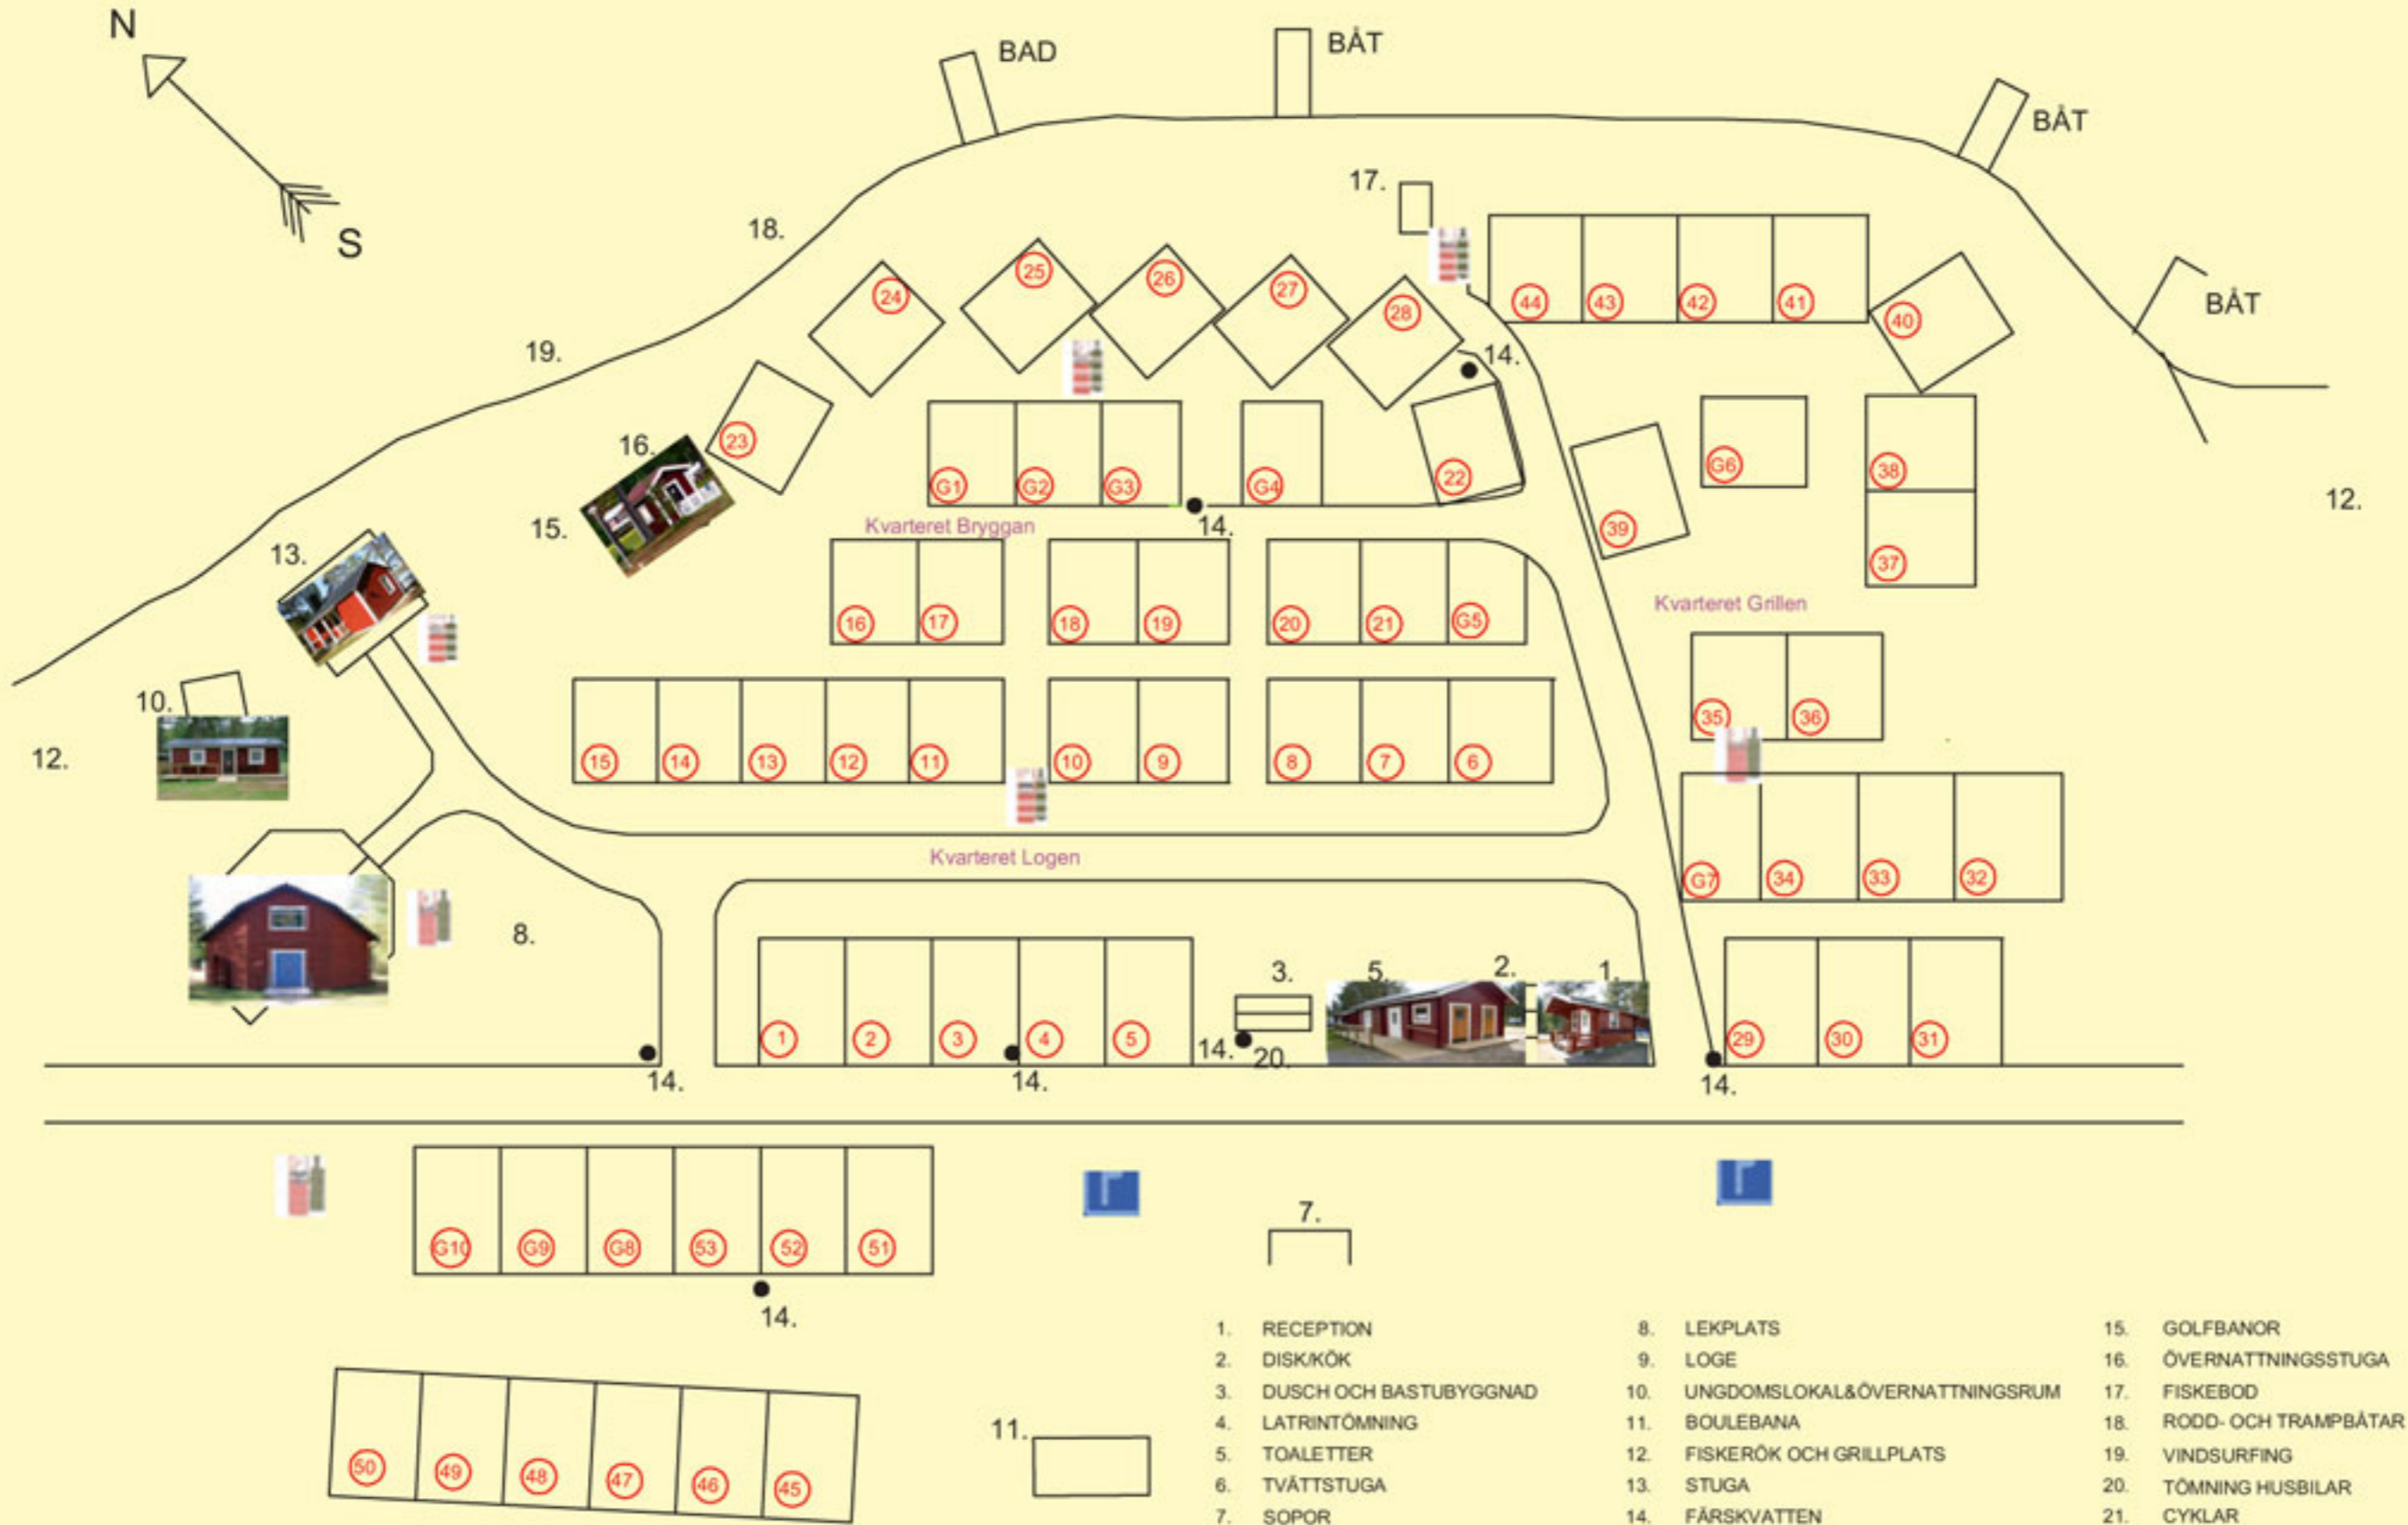 N
S
BAD
BÅT
BÅT
BÅT
17.
18.
19.
44
43
42
41
40
24
25
26
27
28
14.
23
16.
15.
G1
G2
G3
G4
22
39
G6
38
37
12.
14.
Kvarteret Bryggan
13.
16
17
18
19
20
21
G5
Kvarteret Grillen
10.
12.
15
14
13
12
11
10
9
8
7
6
35
36
Kvarteret Logen
G7
34
33
32
8.
1
2
3
4
5
3.
5.
2.
1.
14.
20.
29
30
31
14.
14.
14.
G10
G9
G8
53
52
51
7.
14.
50
49
48
47
46
45
11.
1. RECEPTION
2. DISK/KÖK
3. DUSCH OCH BASTUBYGGNAD
4. LATRINTÖMNING
5. TOALETTER
6. TVÄTTSTUGA
7. SOPOR
8. LEKPLATS
9. LOGE
10. UNGDOMSLOKAL&ÖVERNATTNINGSRUM
11. BOULEBANA
12. FISKERÖK OCH GRILLPLATS
13. STUGA
14. FÄRSKVATTEN
15. GOLFBANOR
16. ÖVERNATTNINGSSTUGA
17. FISKEBOD
18. RODD- OCH TRAMPBÅTAR
19. VINDSURFING
20. TÖMNING HUSBILAR
21. CYKLAR